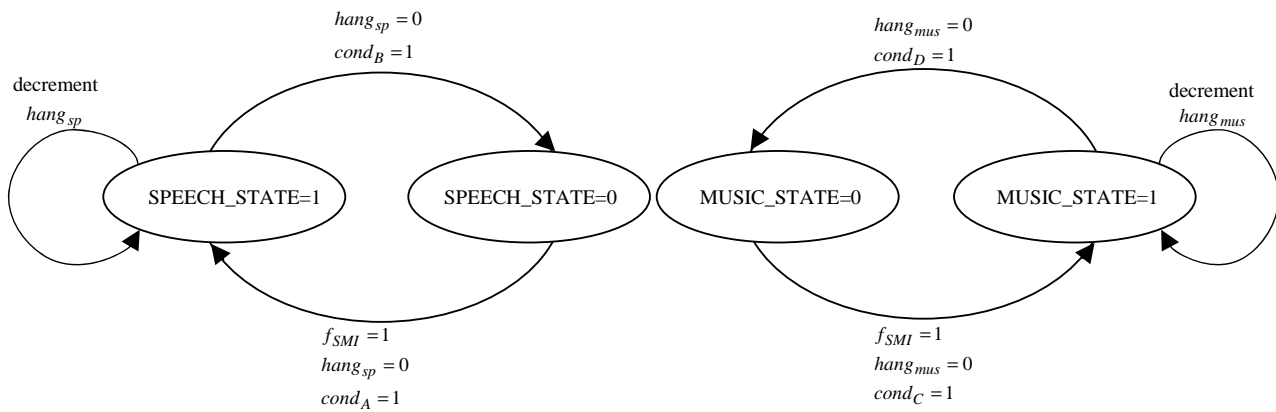 hang_sp = 0
cond_B = 1
hang_mus = 0
cond_D = 1
decrement
hang_sp
decrement
hang_mus
SPEECH_STATE=1
SPEECH_STATE=0
MUSIC_STATE=0
MUSIC_STATE=1
f_SMI = 1
hang_sp = 0
cond_A = 1
f_SMI = 1
hang_mus = 0
cond_C = 1